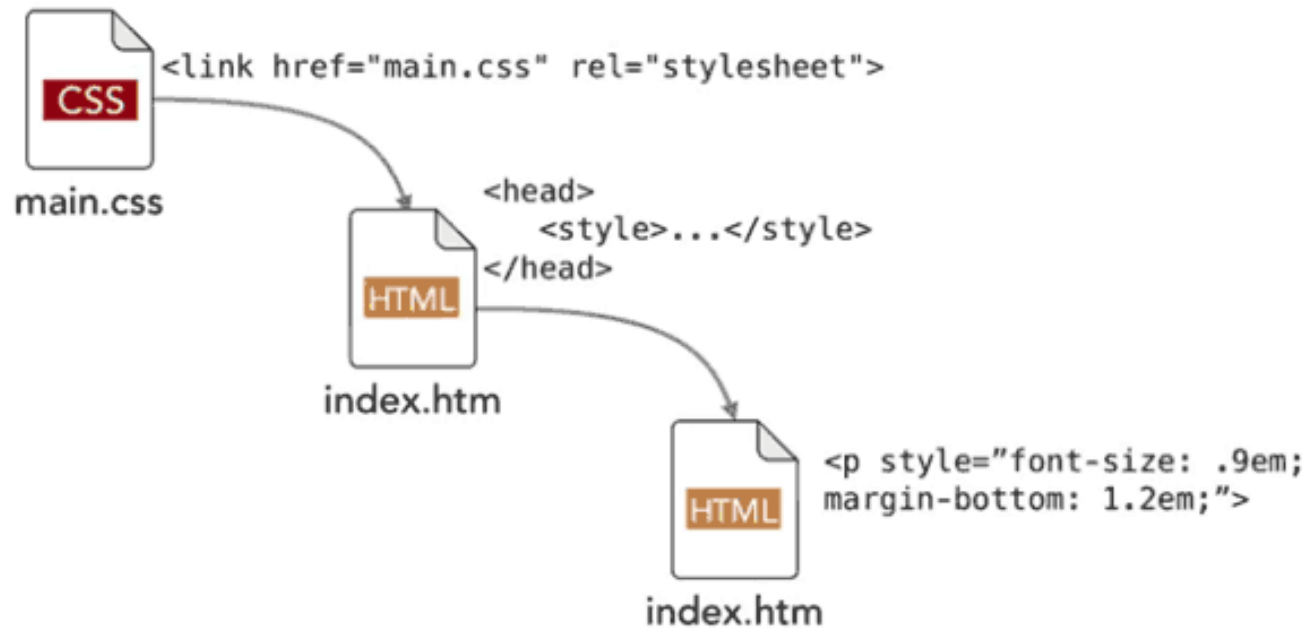 <link href="main.css" rel="stylesheet">
CSS
main.css
<head>
<style>...</style>
</head>
HTML
index.htm
<p style=”font-size: .9em;
margin-bottom: 1.2em;”>
HTML
index.htm